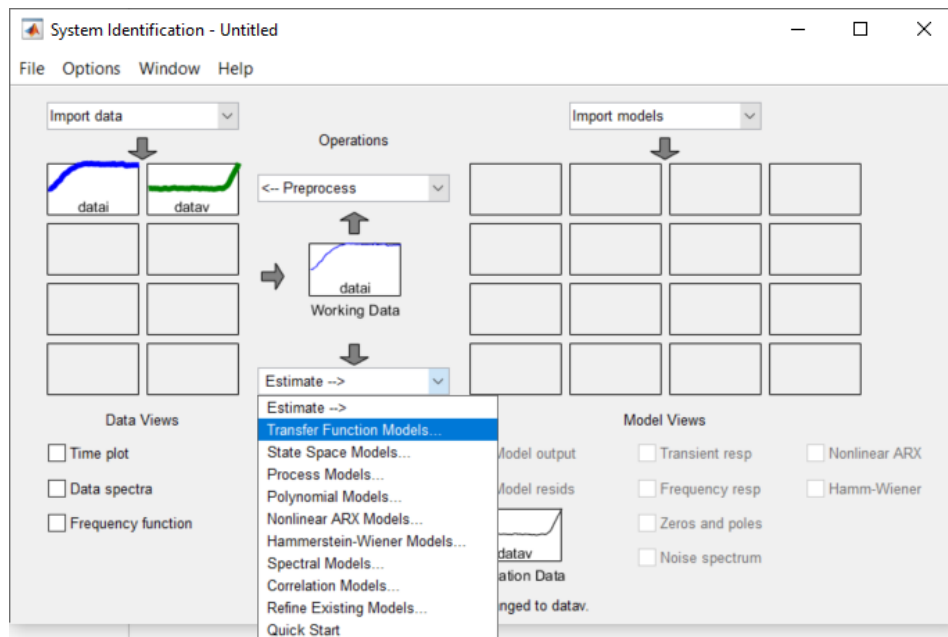 System Identification - Untitled
File Options Window Help
Import data
Import models
Operations
datai
datav
<-- Preprocess
datai
Working Data
Estimate -->
Estimate -->
Transfer Function Models...
State Space Models...
Process Models...
Polynomial Models...
Nonlinear ARX Models...
Hammerstein-Wiener Models...
Spectral Models...
Correlation Models...
Refine Existing Models...
Quick Start
Data Views
Time plot
Data spectra
Frequency function
Model Views
Model output
Transient resp
Nonlinear ARX
Model resids
Frequency resp
Hamm-Wiener
Zeros and poles
Noise spectrum
datav
ation Data
nged to datav.